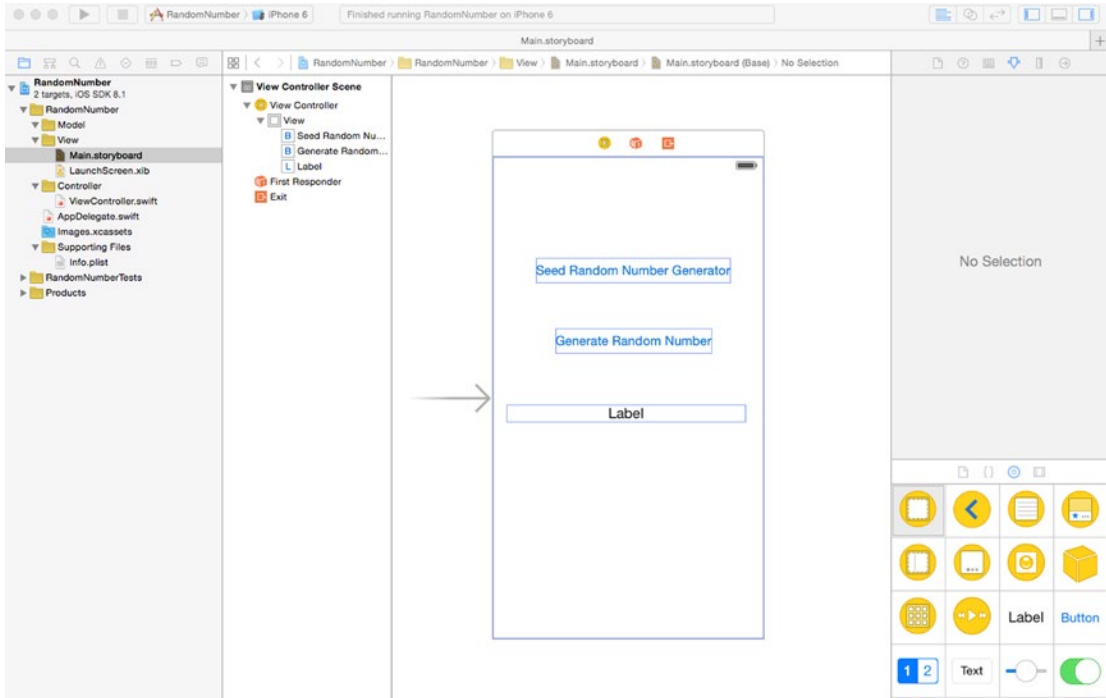 RandomNumber
iPhone 6
Finished running RandomNumber on iPhone 6
Main.storyboard
RandomNumber
RandomNumber
View
Main.storyboard
Main.storyboard (Base)
No Selection
RandomNumber
2 targets, iOS SDK 8.1
RandomNumber
Model
View
Main.storyboard
LaunchScreen.xib
Controller
ViewController.swift
AppDelegate.swift
Images.xcassets
Supporting Files
Info.plist
RandomNumberTests
Products
View Controller Scene
View Controller
View
B Seed Random Nu...
B Generate Random...
L Label
First Responder
Exit
Seed Random Number Generator
Generate Random Number
Label
No Selection
Label
Button
1 2
Text